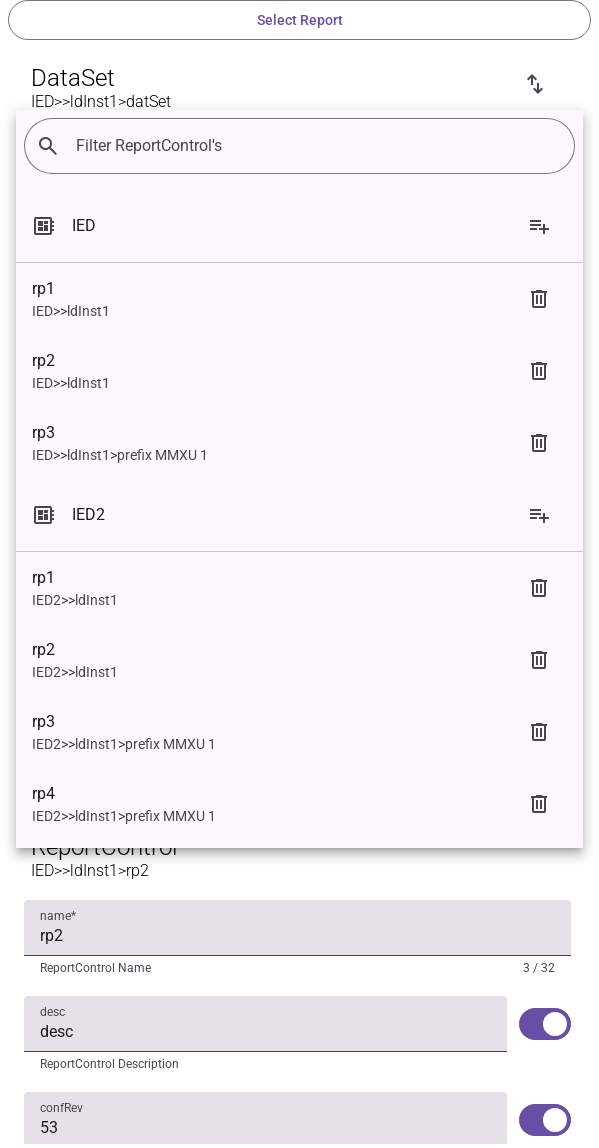 Select Report
DataSet
IED>>ldInst1>datSet
Filter ReportControl's
IED
rp1
IED>>ldInst1
rp2
IED>>ldInst1
rp3
IED>>ldInst1>prefix MMXU 1
IED2
rp1
IED2>>ldInst1
rp2
IED2>>ldInst1
rp3
IED2>>ldInst1>prefix MMXU 1
rp4
IED2>>ldInst1>prefix MMXU 1
ReportControl
IED>>ldInst1>rp2
name*
rp2
ReportControl Name 3 / 32
desc
desc
ReportControl Description
confRev
53